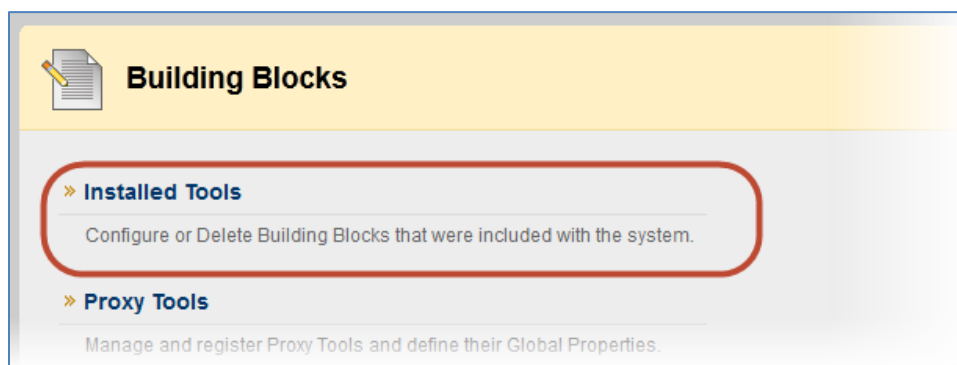 Building Blocks
» Installed Tools
Configure or Delete Building Blocks that were included with the system.
» Proxy Tools
Manage and register Proxy Tools and define their Global Properties.